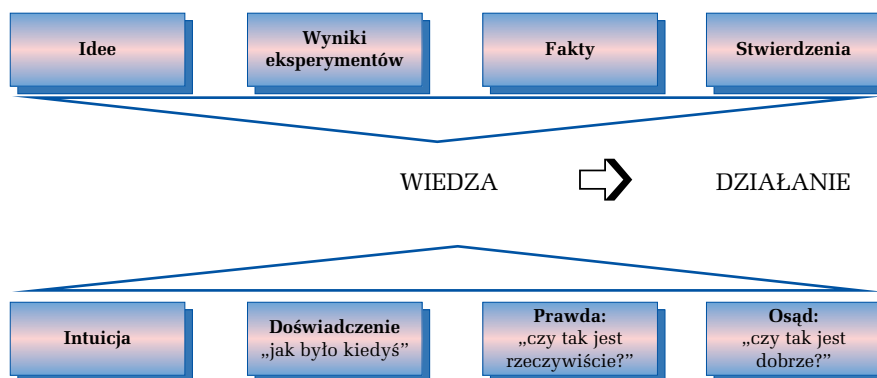 Idee
Wyniki
eksperymentów
Fakty
Stwierdzenia
WIEDZA
DZIAŁANIE
Intuicja
Doświadczenie
„jak było kiedyś”
Prawda:
„czy tak jest
rzeczywiście?”
Osąd:
„czy tak jest
dobrze?”